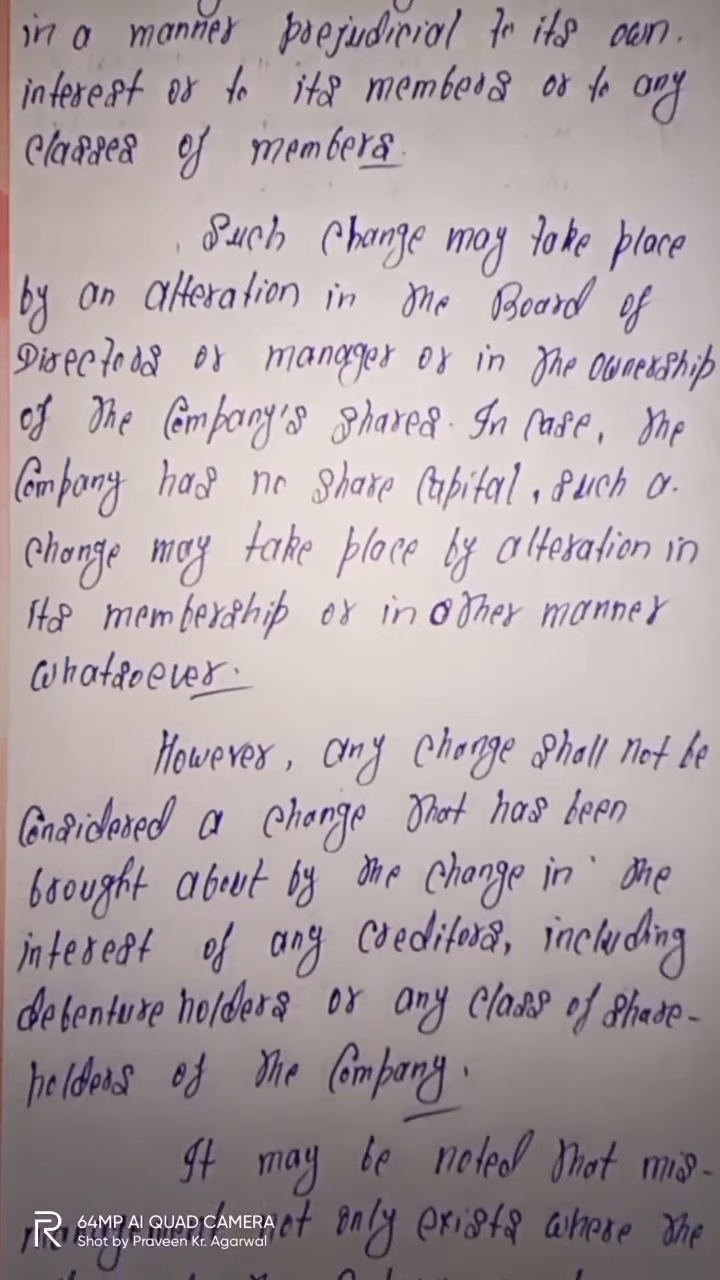 in a manner prejudicial to its own.
interest or to its members or to any
classes of members.
Such change may take place
by an alteration in the Board of
Directors or manager or in the ownership
of the Company's shares. In case, the
Company has no share capital, such a
change may take place by alteration in
its membership or in other manner
whatsoever.
However, any change shall not be
Considered a change that has been
brought about by the change in the
interest of any creditors, including
debenture holders or any class of share-
holders of the Company.
It may be noted that mis-
not only exists where the
64MP AI QUAD CAMERA
Shot by Praveen Kr. Agarwal